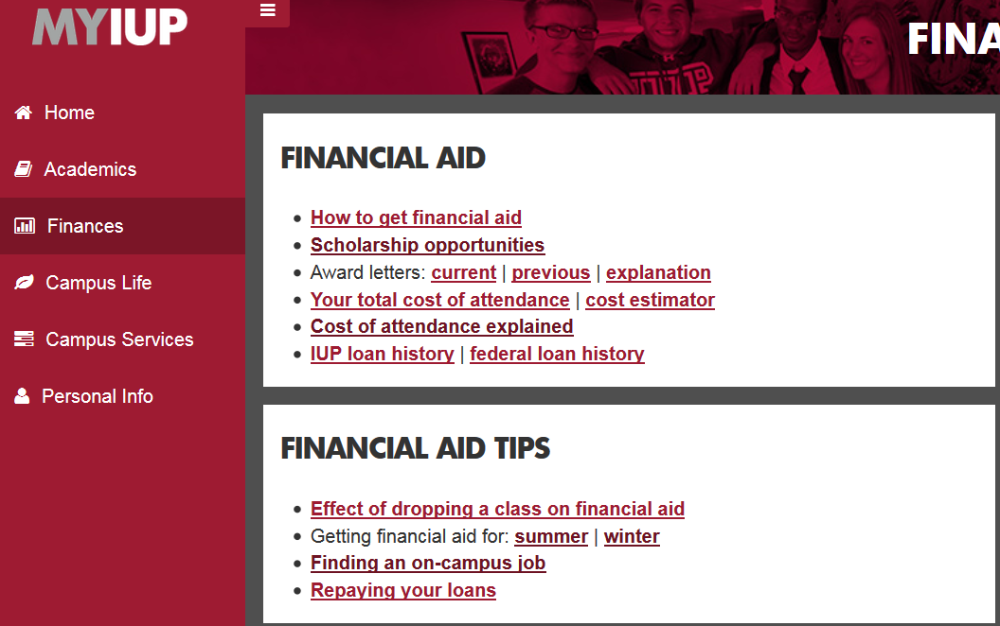 MYIUP
Home
Academics
Finances
Campus Life
Campus Services
Personal Info
FINA
FINANCIAL AID
How to get financial aid
Scholarship opportunities
Award letters: current | previous | explanation
Your total cost of attendance | cost estimator
Cost of attendance explained
IUP loan history | federal loan history
FINANCIAL AID TIPS
Effect of dropping a class on financial aid
Getting financial aid for: summer | winter
Finding an on-campus job
Repaying your loans